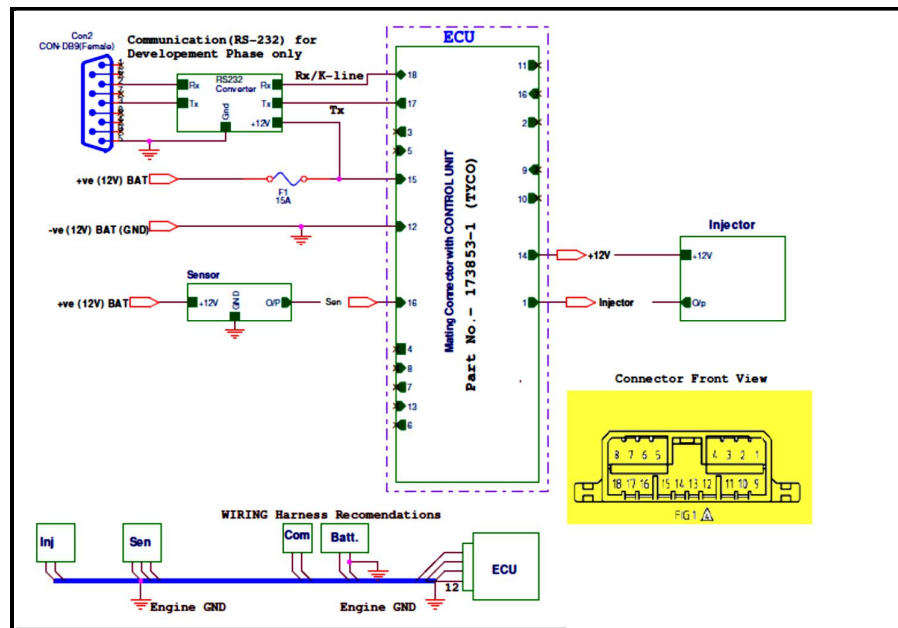 Con2
CON-DB9(Female)
Communication(RS-232) for
Developement Phase only
ECU
RS232
Converter
Rx
Tx
Gnd
Rx
Tx
+12V
Rx/K-line
Tx
18
17
3
5
15
12
16
4
8
7
13
6
11
16
2
9
10
14
1
+ve (12V) BAT
F1
15A
-ve (12V) BAT (GND)
Sensor
+ve (12V) BAT
+12V
GND
O/P
Sen
Mating Connector with CONTROL UNIT
Part No.- 173853-1 (TYCO)
+12V
Injector
Injector
+12V
O/p
Connector Front View
8 7 6 5 4 3 2 1
18 17 16 15 14 13 12 11 10 9
FIG.1
WIRING Harness Recomendations
Inj
Sen
Com
Batt.
ECU
12
Engine GND
Engine GND